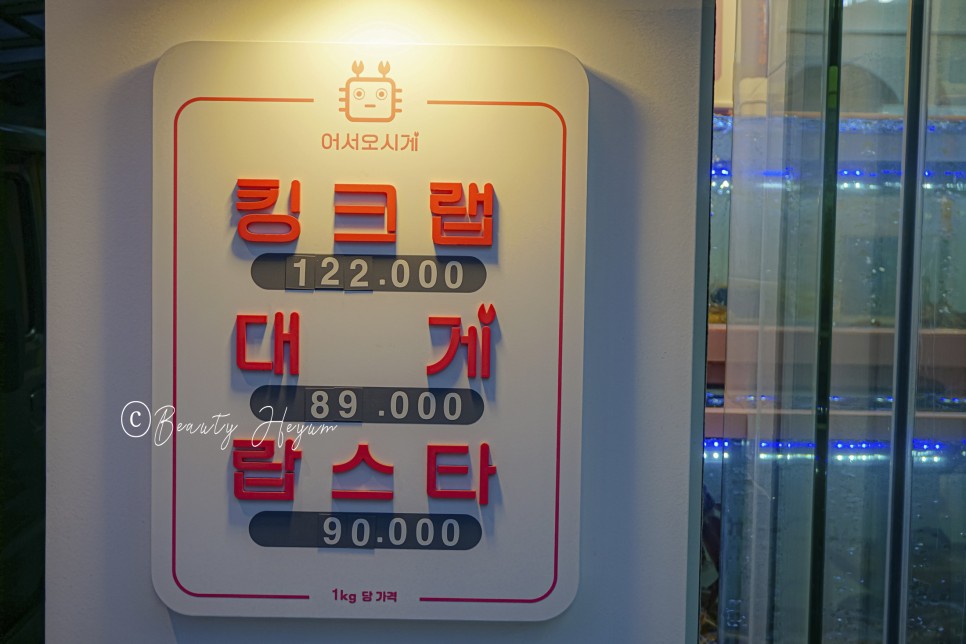 어서오시게
킹크랩
122.000
대게
89.000
©Beauty Heyum
랍스타
90.000
1kg 당 가격